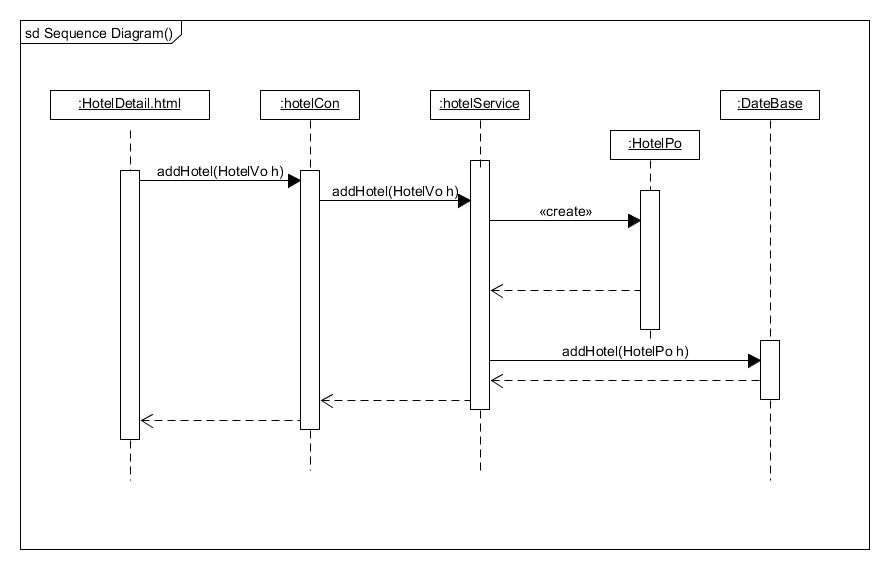 sd Sequence Diagram()
:HotelDetail.html
:hotelCon
:hotelService
:DateBase
:HotelPo
addHotel(HotelVo h)
addHotel(HotelVo h)
«create»
addHotel(HotelPo h)